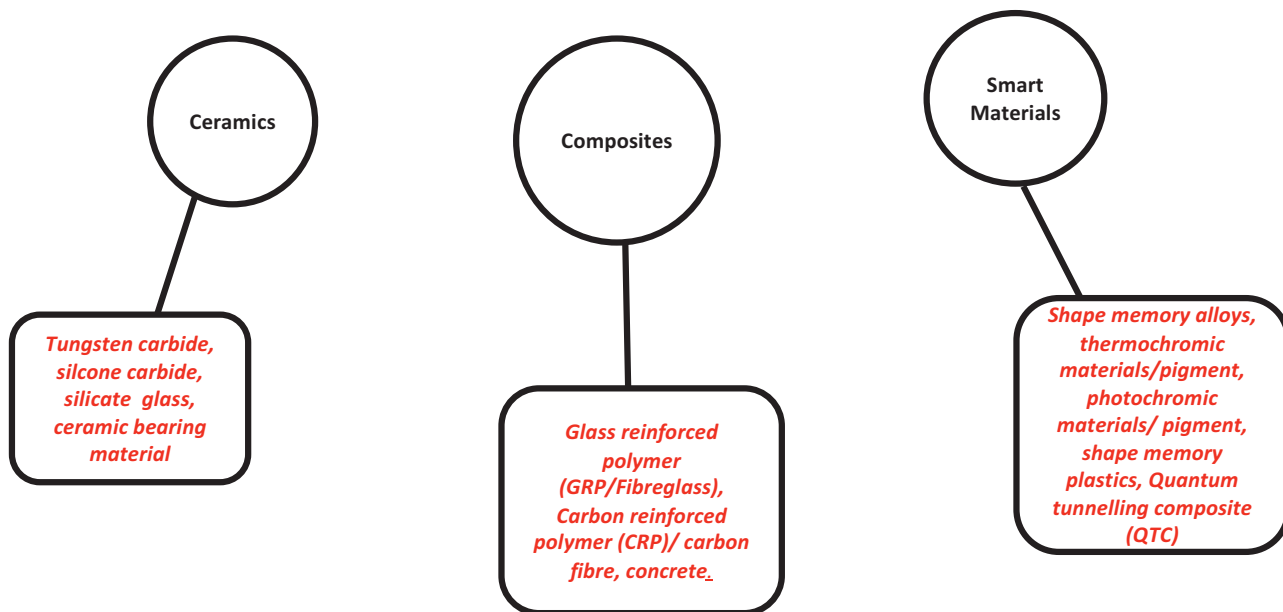 Ceramics
Composites
Smart
Materials
Tungsten carbide,
silcone carbide,
silicate glass,
ceramic bearing
material
Glass reinforced
polymer
(GRP/Fibreglass),
Carbon reinforced
polymer (CRP)/ carbon
fibre, concrete.
Shape memory alloys,
thermochromic
materials/pigment,
photochromic
materials/ pigment,
shape memory
plastics, Quantum
tunnelling composite
(QTC)